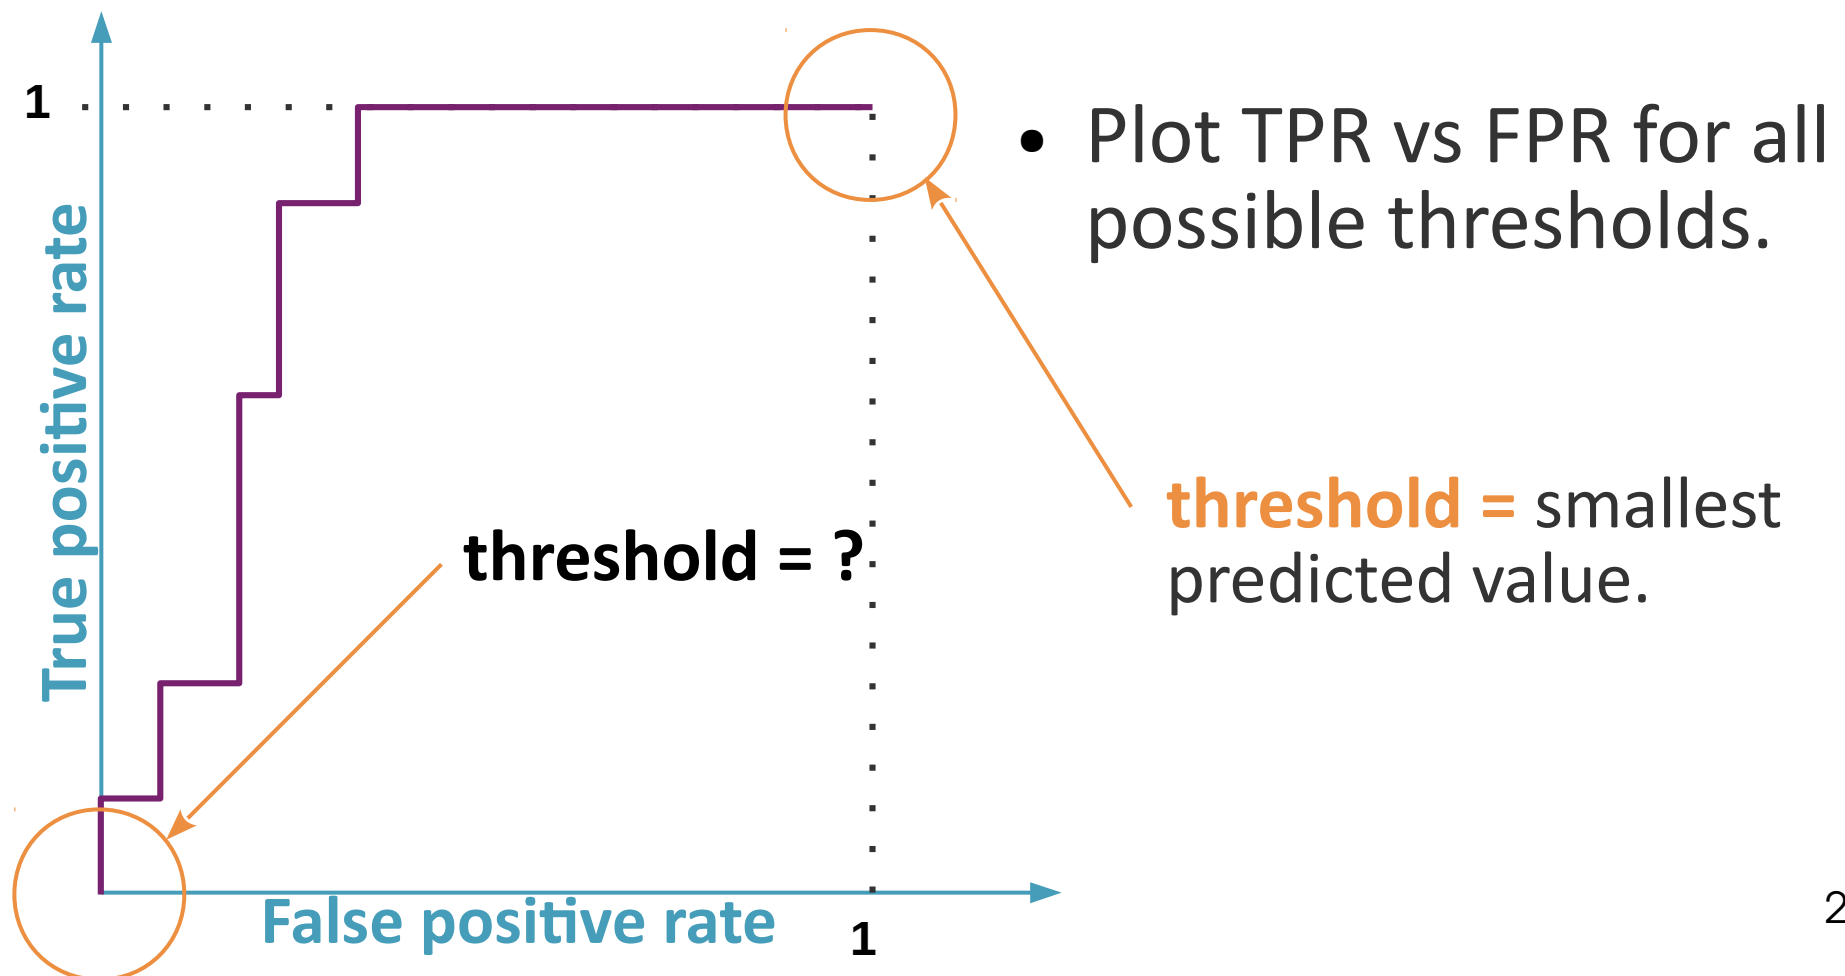 1
True positive rate
threshold = ?
False positive rate
1
• Plot TPR vs FPR for all
possible thresholds.
threshold = smallest
predicted value.
2